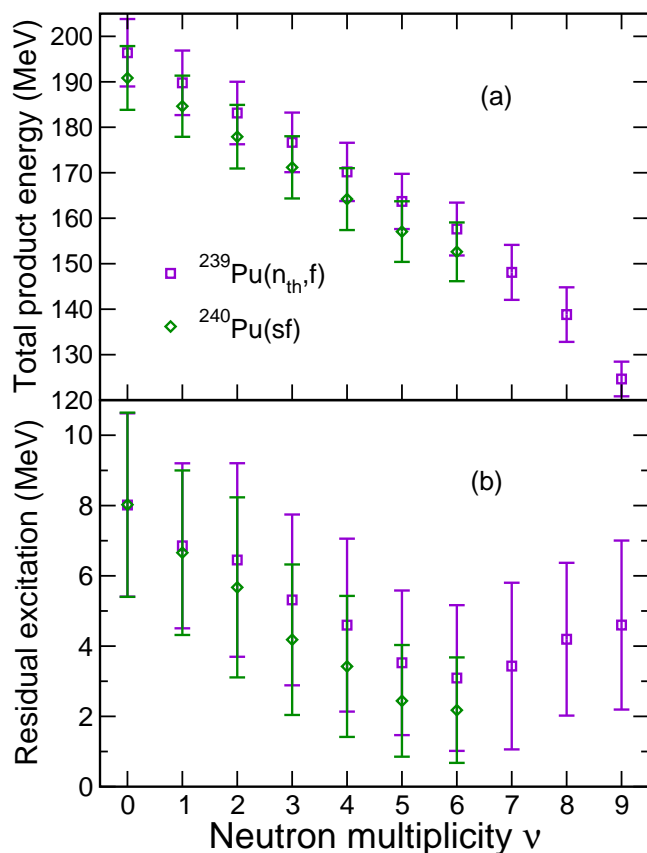 Total product energy (MeV)
200
190
180
170
160
150
140
130
120
(a)
²³⁹Pu(nₜₕ,f)
²⁴⁰Pu(sf)
Residual excitation (MeV)
10
8
6
4
2
0
(b)
0 1 2 3 4 5 6 7 8 9
Neutron multiplicity ν